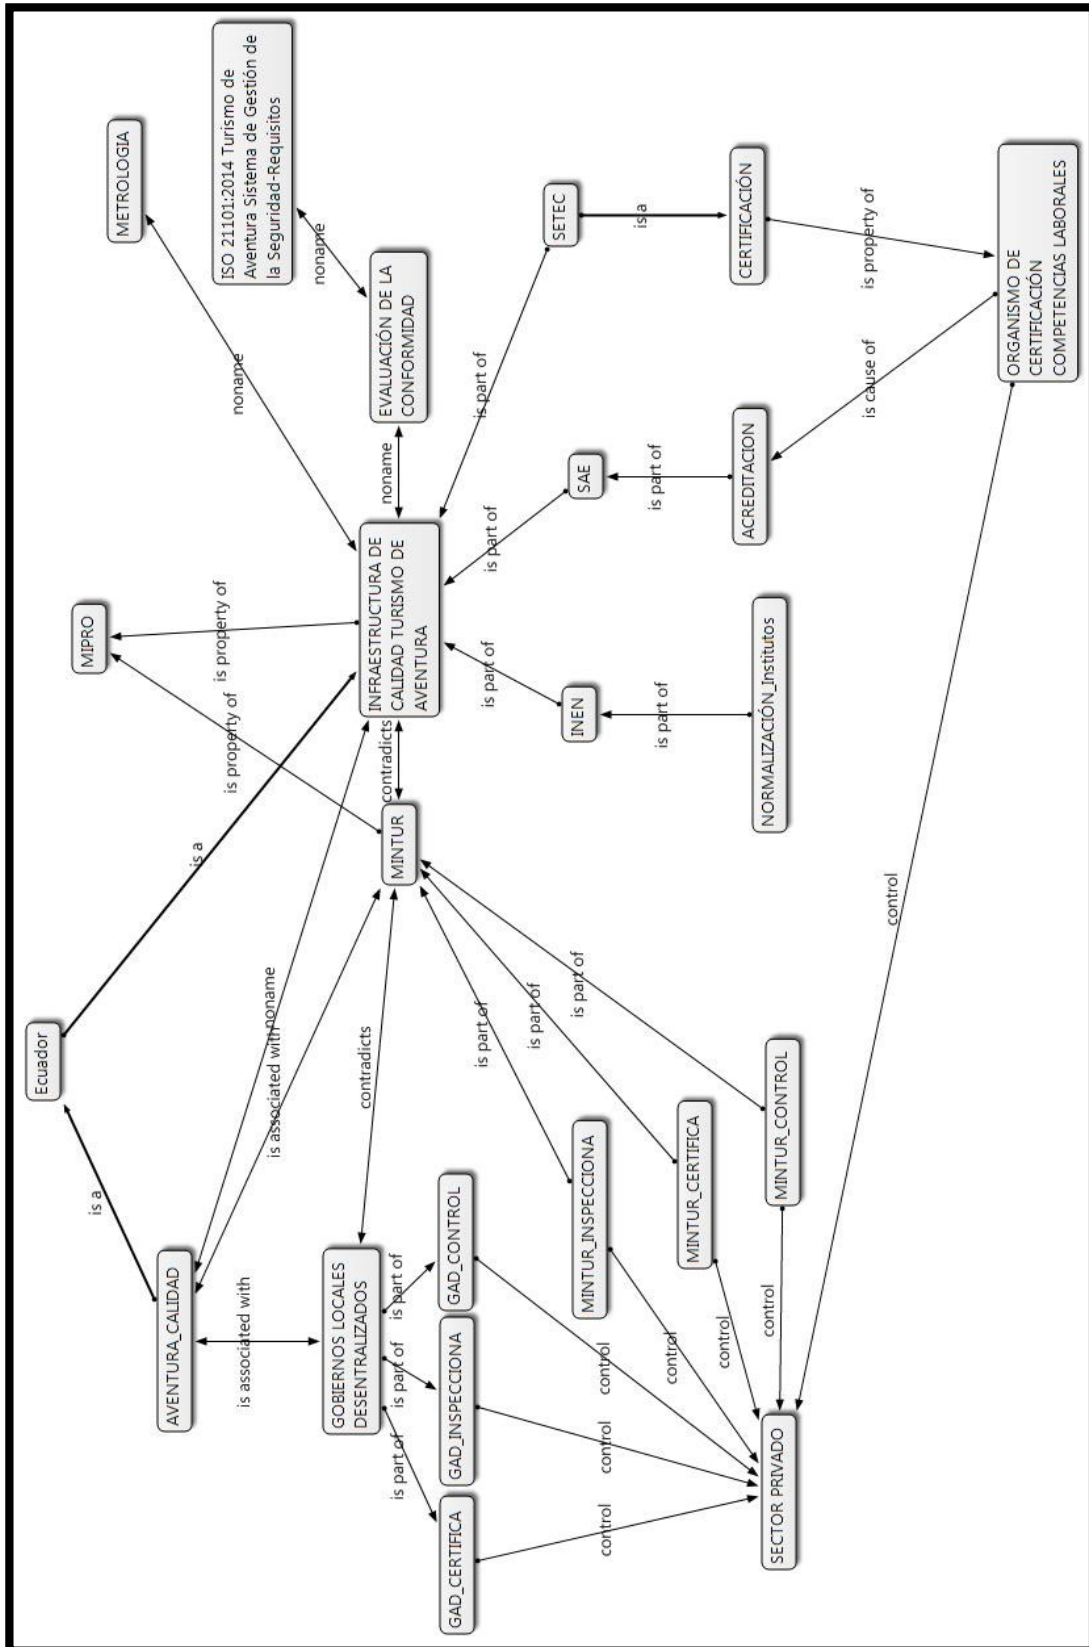 Ecuador
is a
is a
AVENTURA_CALIDAD
is associated with
is associated with
noname
MIPRO
is property of
is property of
METROLOGIA
noname
ISO 21101:2014 Turismo de
Aventura Sistema de Gestión de
la Seguridad-Requisitos
noname
GOBIERNOS LOCALES
DESENTRALIZADOS
contradicts
MINTUR
contradicts
INFRAESTRUCTURA DE
CALIDAD TURISMO DE
AVENTURA
noname
EVALUACIÓN DE LA
CONFORMIDAD
is part of
is part of
is part of
GAD_CERTIFICA
GAD_INSPECCIONA
GAD_CONTROL
is part of
is part of
is part of
is part of
is part of
is part of
MINTUR_INSPECCIONA
INEN
SAE
SETEC
control
control
control
control
control
control
MINTUR_CERTIFICA
is part of
is part of
is a
SECTOR PRIVADO
MINTUR_CONTROL
NORMALIZACIÓN_Institutos
ACREDITACION
CERTIFICACIÓN
control
is cause of
is property of
ORGANISMO DE
CERTIFICACIÓN
COMPETENCIAS LABORALES